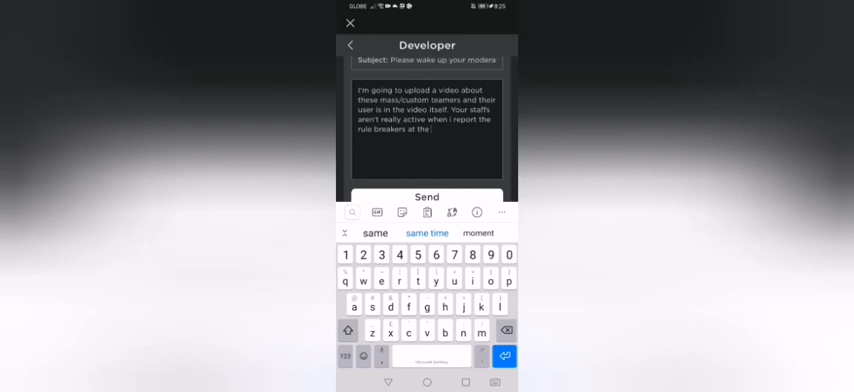 GLOBE 8:25
Developer
Subject: Please wake up your modera
I'm going to upload a video about
these mass/custom teamers and their
user is in the video itself. Your staffs
aren't really active when i report the
rule breakers at the
Send
GIF
same same time moment
1 2 3 4 5 6 7 8 9 0
q w e r t y u i o p
a s d f g h j k l
z x c v b n m
123